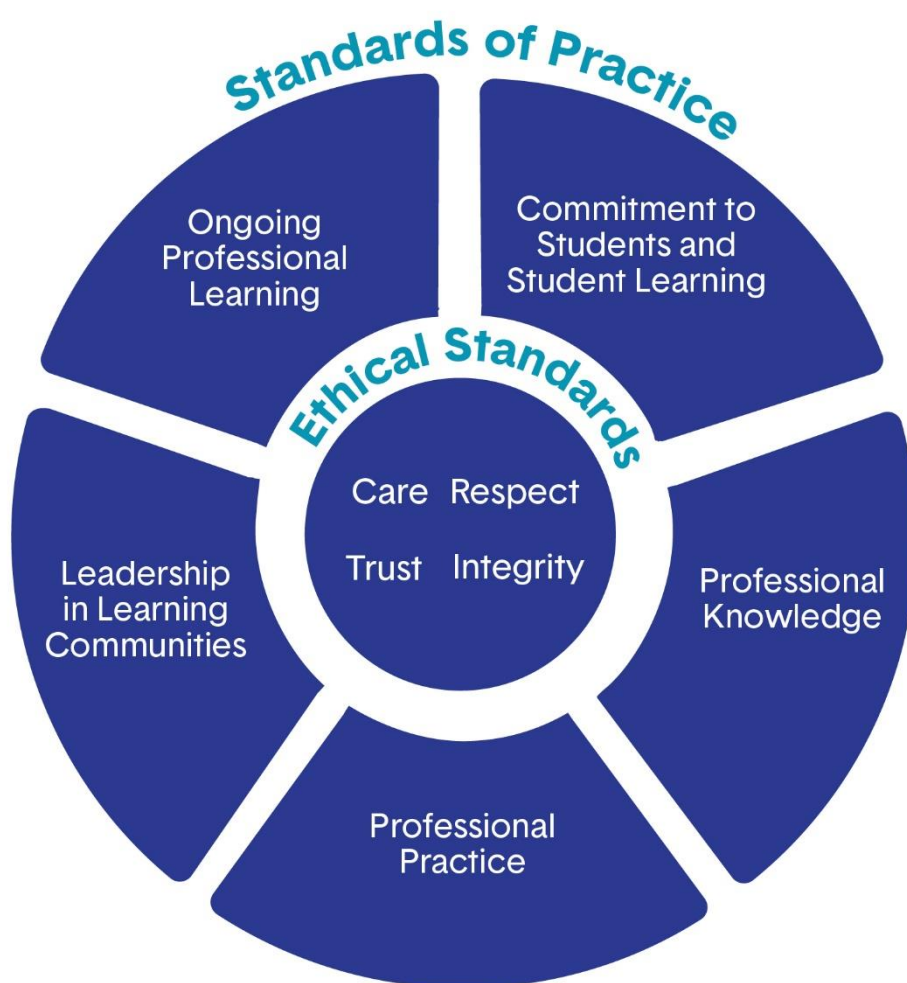 Standards of Practice
Ongoing
Professional
Learning
Commitment to
Students and
Student Learning
Ethical Standards
Care Respect
Trust Integrity
Leadership
in Learning
Communities
Professional
Knowledge
Professional
Practice